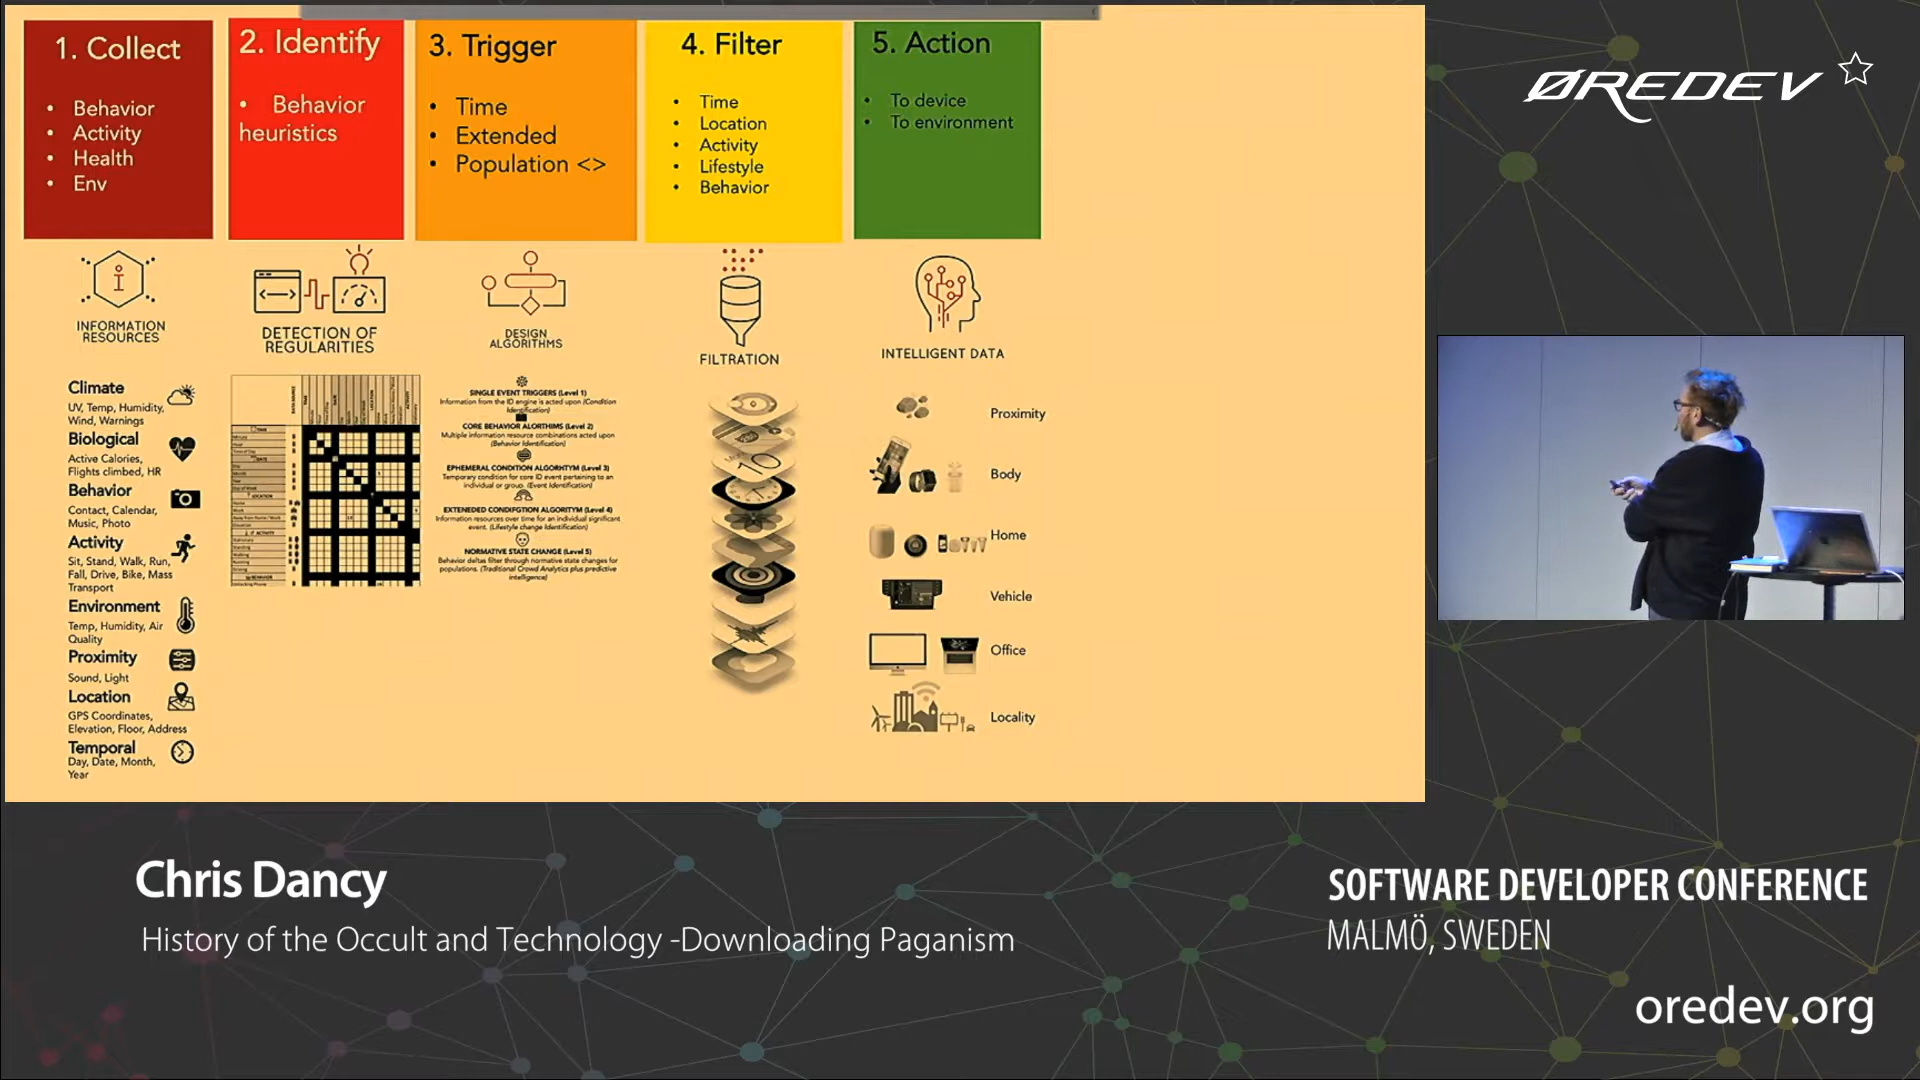 1. Collect
• Behavior
• Activity
• Health
• Env
2. Identify
• Behavior
heuristics
3. Trigger
• Time
• Extended
• Population <>
4. Filter
• Time
• Location
• Activity
• Lifestyle
• Behavior
5. Action
• To device
• To environment
INFORMATION
RESOURCES
DETECTION OF
REGULARITIES
DESIGN
ALGORITHMS
FILTRATION
INTELLIGENT DATA
Climate
UV, Temp, Humidity,
Wind, Warnings
Biological
Active Calories,
Flights climbed, HR
Behavior
Contact, Calendar,
Music, Photo
Activity
Sit, Stand, Walk, Run,
Fall, Drive, Bike, Mass
Transport
Environment
Temp, Humidity, Air
Quality
Proximity
Sound, Light
Location
GPS Coordinates,
Elevation, Floor, Address
Temporal
Day, Date, Month,
Year
SINGLE EVENT TRIGGERS (Level 1)
Information from the ID engine is acted upon (Condition
Identification)
CORE BEHAVIOR ALORTHIMS (Level 2)
Multiple information resource combinations acted upon
(Behavior Identification)
EPHEMERAL CONDITION ALGORHTYM (Level 3)
Temporary condition for core ID event pertaining to an
individual or group. (Event Identification)
EXTENEDED CONDIFGTION ALGORITYM (Level 4)
Information resources over time for an individual significant
event. (Lifestyle change Identification)
NORMATIVE STATE CHANGE (Level 5)
Behavior deltas filter through normative state changes for
populations. (Traditional Crowd Analytics plus predictive
intelligence)
10
Proximity
Body
Home
Vehicle
Office
Locality
ØREDEV
Chris Dancy
History of the Occult and Technology -Downloading Paganism
SOFTWARE DEVELOPER CONFERENCE
MALMÖ, SWEDEN
oredev.org